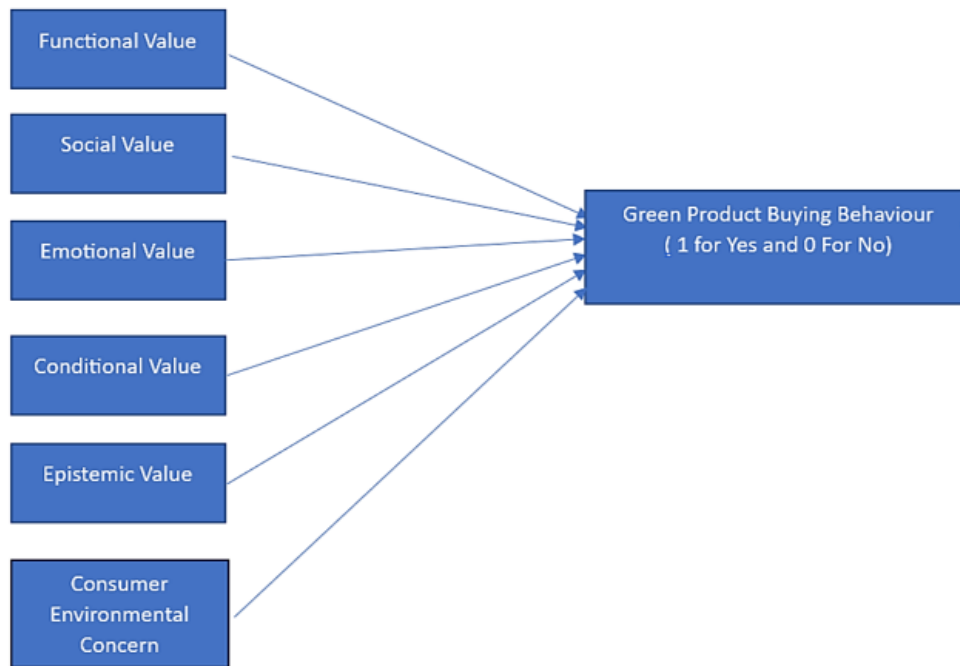 Functional Value
Social Value
Emotional Value
Conditional Value
Epistemic Value
Consumer
Environmental
Concern
Green Product Buying Behaviour
( 1 for Yes and 0 For No)